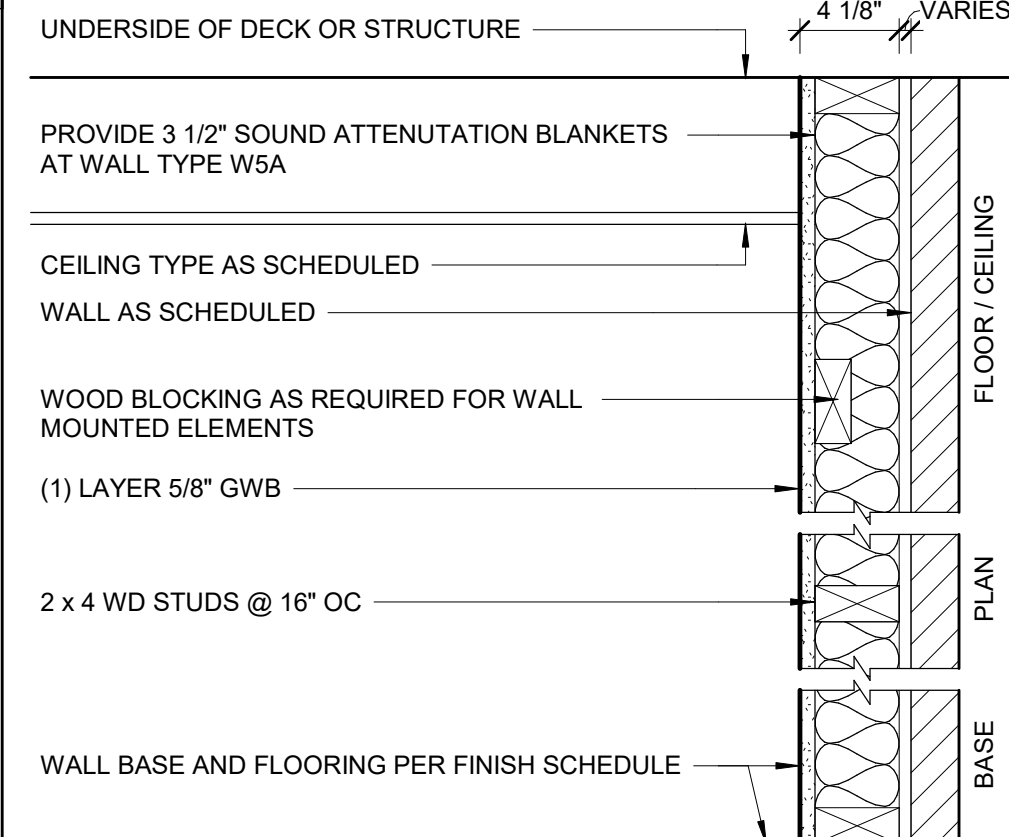 4 1/8" VARIES
UNDERSIDE OF DECK OR STRUCTURE
PROVIDE 3 1/2" SOUND ATTENUTATION BLANKETS
AT WALL TYPE W5A
CEILING TYPE AS SCHEDULED
WALL AS SCHEDULED
WOOD BLOCKING AS REQUIRED FOR WALL
MOUNTED ELEMENTS
(1) LAYER 5/8" GWB
2 x 4 WD STUDS @ 16" OC
WALL BASE AND FLOORING PER FINISH SCHEDULE
FLOOR / CEILING
PLAN
BASE